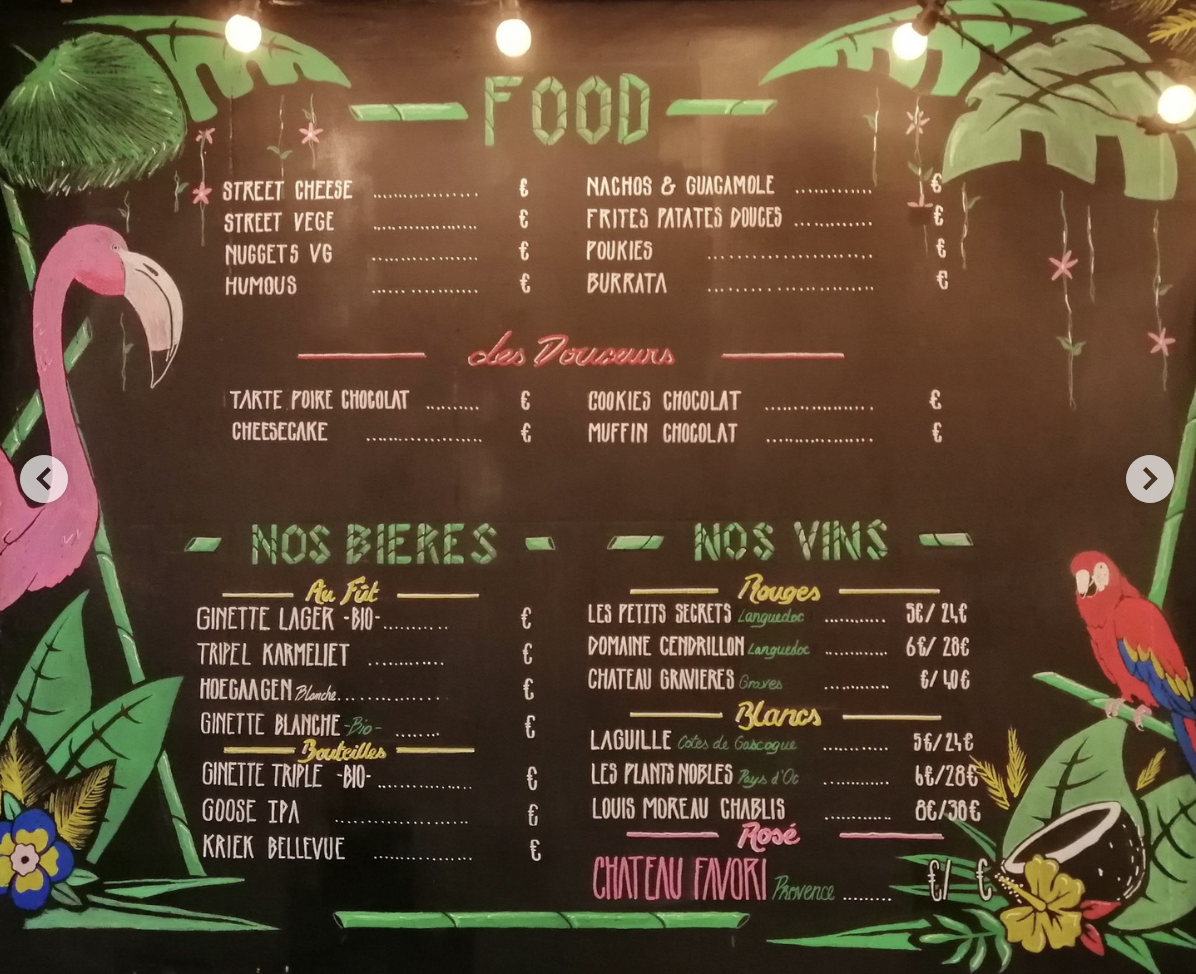 FOOD
STREET CHEESE .................. €
STREET VEGE .................. €
NUGGETS VG .................. €
HUMOUS .................. €
NACHOS & GUACAMOLE ............. €
FRITES PATATES DOUCES ............. €
POUKIES .................. €
BURRATA .................. €
Les Douceurs
TARTE POIRE CHOCOLAT ......... €
CHEESECAKE .................. €
COOKIES CHOCOLAT .................. €
MUFFIN CHOCOLAT .................. €
NOS BIERES
Au Fût
GINETTE LAGER -BIO- .......... €
TRIPEL KARMELIET ............. €
HOEGAAGEN Blanche ............... €
GINETTE BLANCHE -Bio- ........ €
Bouteilles
GINETTE TRIPLE -BIO- ................ €
GOOSE IPA .................. €
KRIEK BELLEVUE .................. €
NOS VINS
Rouges
LES PETITS SECRETS Languedoc ............ 5€/ 24€
DOMAINE CENDRILLON Languedoc ............ 6€/ 28€
CHATEAU GRAVIERES Graves ............ €/ 40€
Blancs
LAGUILLE Cotes de Gascogue ............ 5€/24€
LES PLANTS NOBLES Pays d'Oc ............ 6€/28€
LOUIS MOREAU CHABLIS ............ 8€/38€
Rosé
CHATEAU FAVORI Provence ......... €/ €